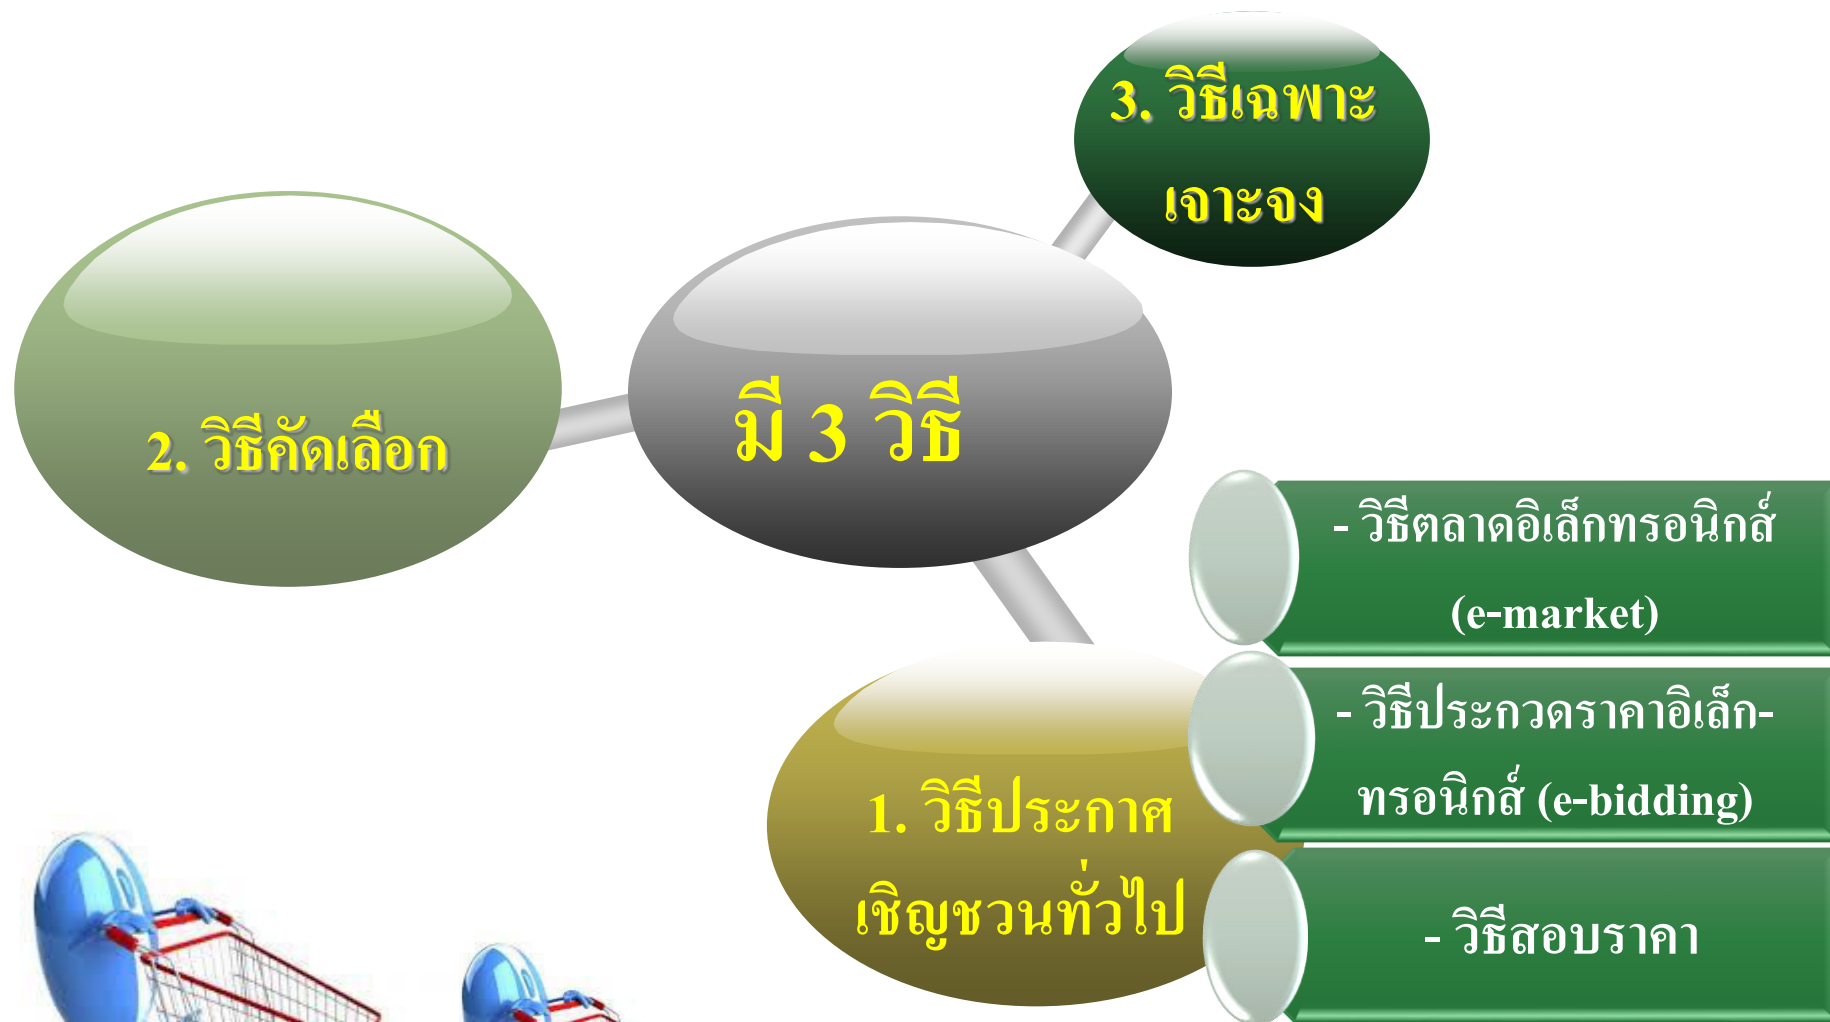 3. วิธีเฉพาะ
เจาะจง
2. วิธีคัดเลือก
มี 3 วิธี
1. วิธีประกาศ
เชิญชวนทั่วไป
- วิธีตลาดอิเล็กทรอนิกส์
(e-market)
- วิธีประกวดราคาอิเล็ก-
ทรอนิกส์ (e-bidding)
- วิธีสอบราคา